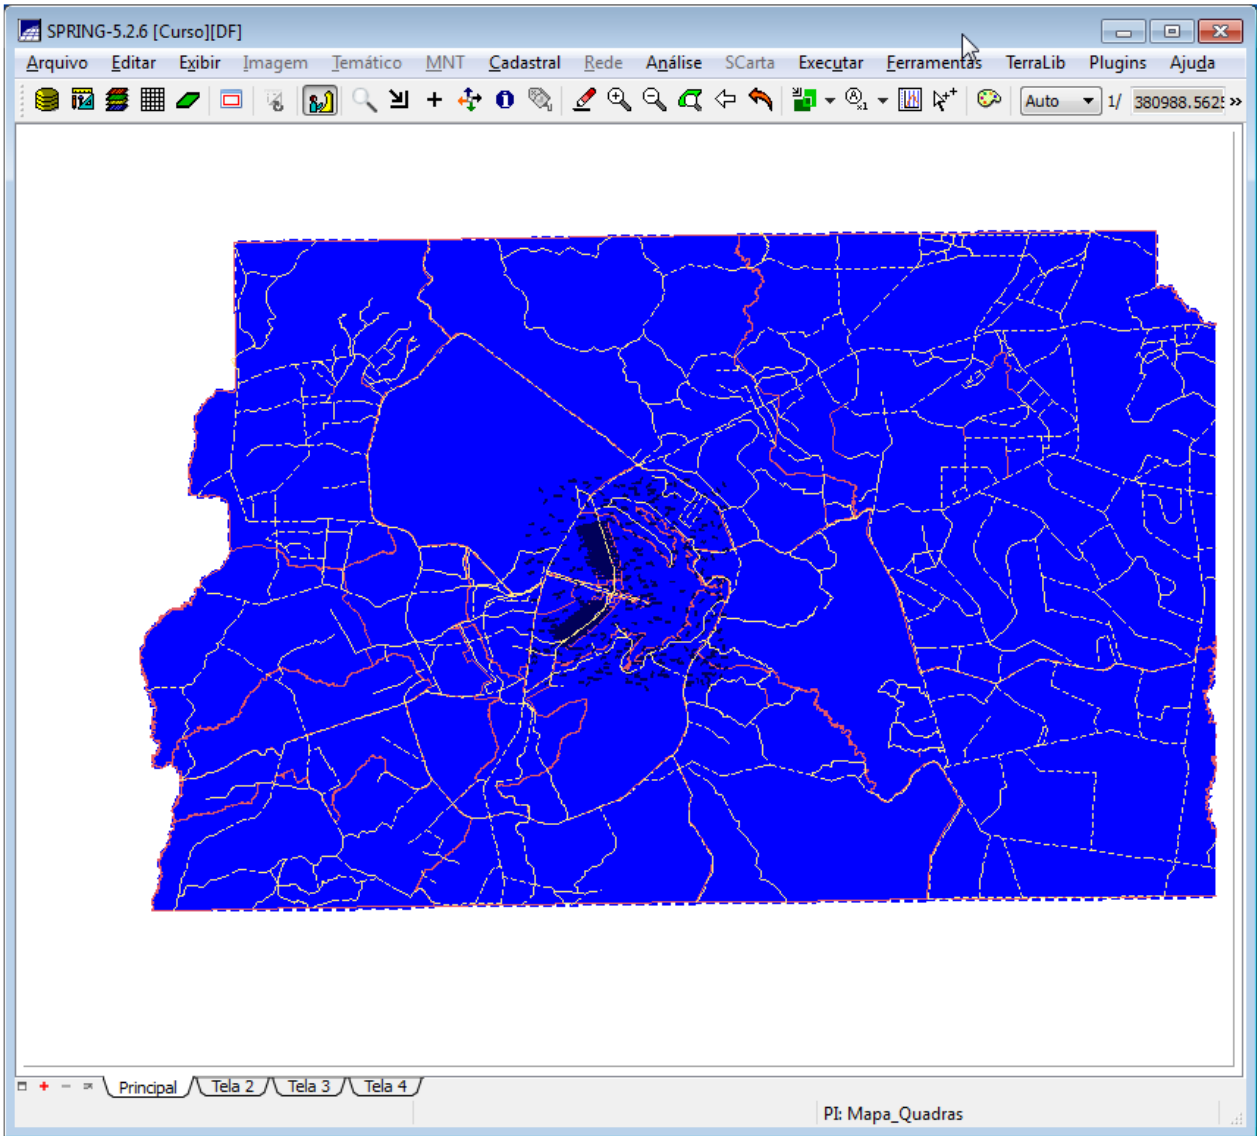 SPRING-5.2.6 [Curso][DF]
Arquivo Editar Exibir Imagem Temático MNT Cadastral Rede Análise SCarta Executar Ferramentas TerraLib Plugins Ajuda
Auto 1/ 380988.5625 »
Principal Tela 2 Tela 3 Tela 4
PI: Mapa_Quadras